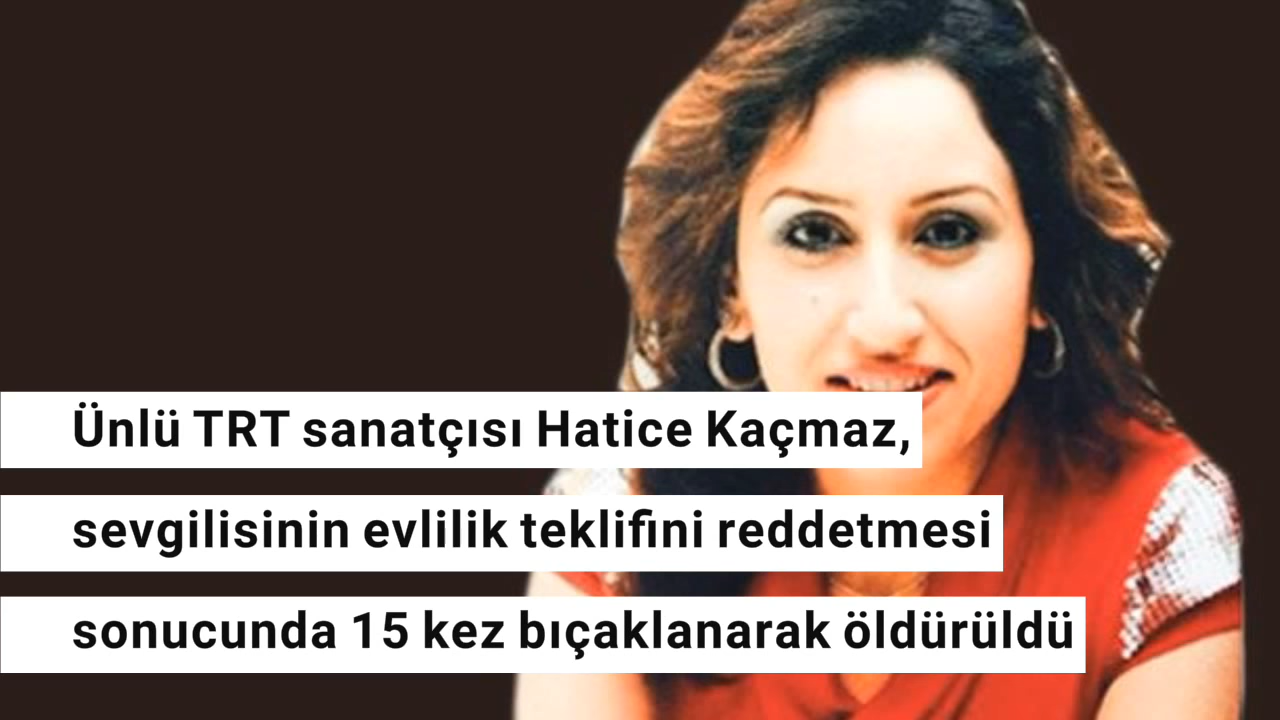 Ünlü TRT sanatçısı Hatice Kaçmaz,
sevgilisinin evlilik teklifini reddetmesi
sonucunda 15 kez bıçaklanarak öldürüldü